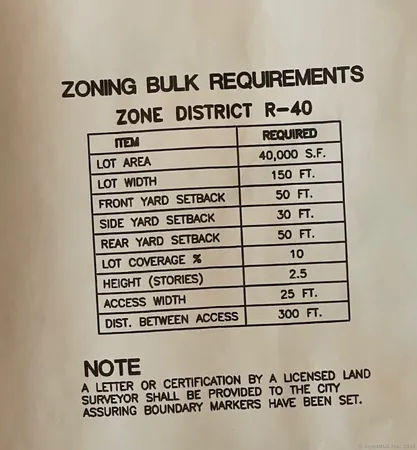 ZONING BULK REQUIREMENTS
ZONE DISTRICT R-40
ITEM REQUIRED
LOT AREA 40,000 S.F.
LOT WIDTH 150 FT.
FRONT YARD SETBACK 50 FT.
SIDE YARD SETBACK 30 FT.
REAR YARD SETBACK 50 FT.
LOT COVERAGE % 10
HEIGHT (STORIES) 2.5
ACCESS WIDTH 25 FT.
DIST. BETWEEN ACCESS 300 FT.
NOTE
A LETTER OR CERTIFICATION BY A LICENSED LAND
SURVEYOR SHALL BE PROVIDED TO THE CITY
ASSURING BOUNDARY MARKERS HAVE BEEN SET.